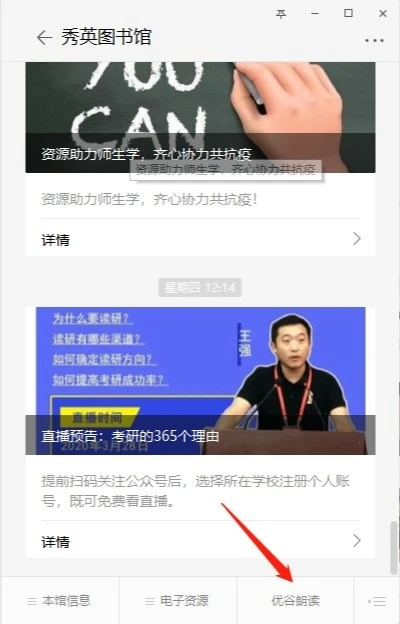 秀英图书馆
YOU
CAN
资源助力师生学，齐心协力共抗疫
资源助力师生学，齐心协力共抗疫
资源助力师生学，齐心协力共抗疫！
详情
星期四 12:14
为什么要读研？
读研有哪些渠道？
如何确定读研方向？
如何提高考研成功率？
王强
直播时间
直播预告：考研的365个理由
2020年3月28日
提前扫码关注公众号后，选择所在学校注册个人账
号，既可免费看直播。
详情
本馆信息
电子资源
优谷朗读